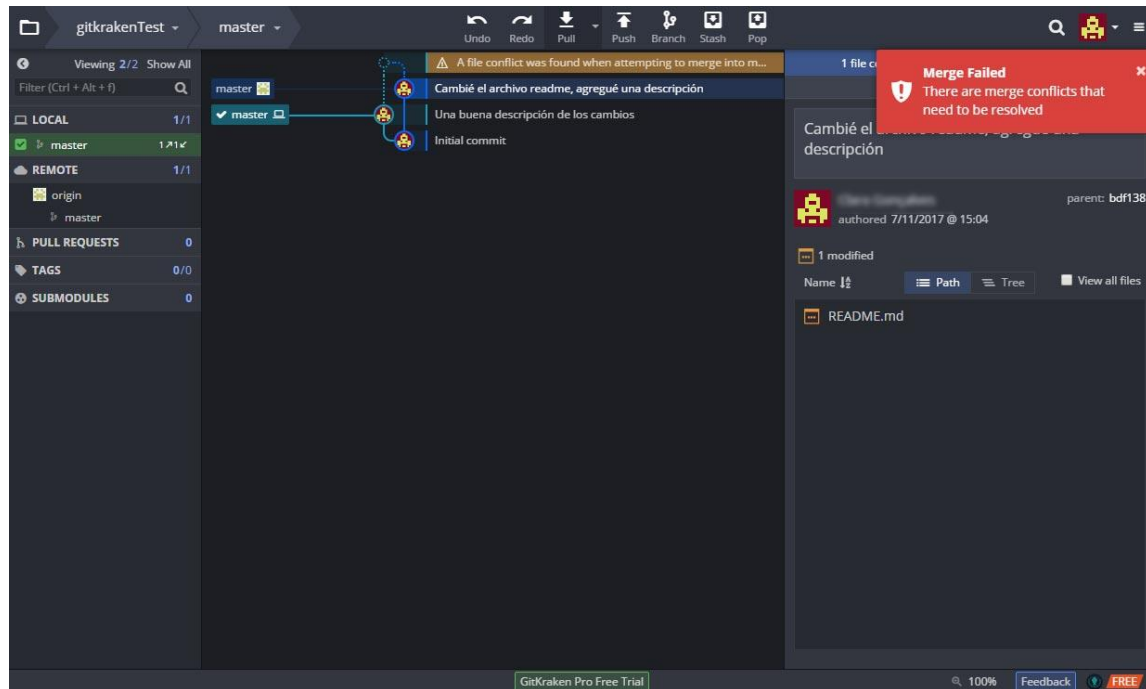 gitkrakenTest
master
Undo
Redo
Pull
Push
Branch
Stash
Pop
Viewing 2/2 Show All
Filter (Ctrl + Alt + f)
LOCAL 1/1
master 1↗1↙
REMOTE 1/1
origin
master
PULL REQUESTS 0
TAGS 0/0
SUBMODULES 0
master
master
A file conflict was found when attempting to merge into m...
Cambié el archivo readme, agregué una descripción
Una buena descripción de los cambios
Initial commit
1 file
Merge Failed
There are merge conflicts that
need to be resolved
Cambié el
descripción
parent: bdf138
authored 7/11/2017 @ 15:04
1 modified
Name
Path
Tree
View all files
README.md
GitKraken Pro Free Trial
100%
Feedback
FREE